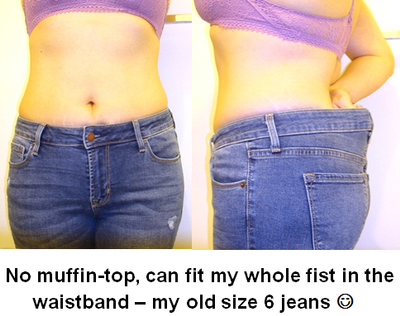 No muffin-top, can fit my whole fist in the
waistband – my old size 6 jeans ☺